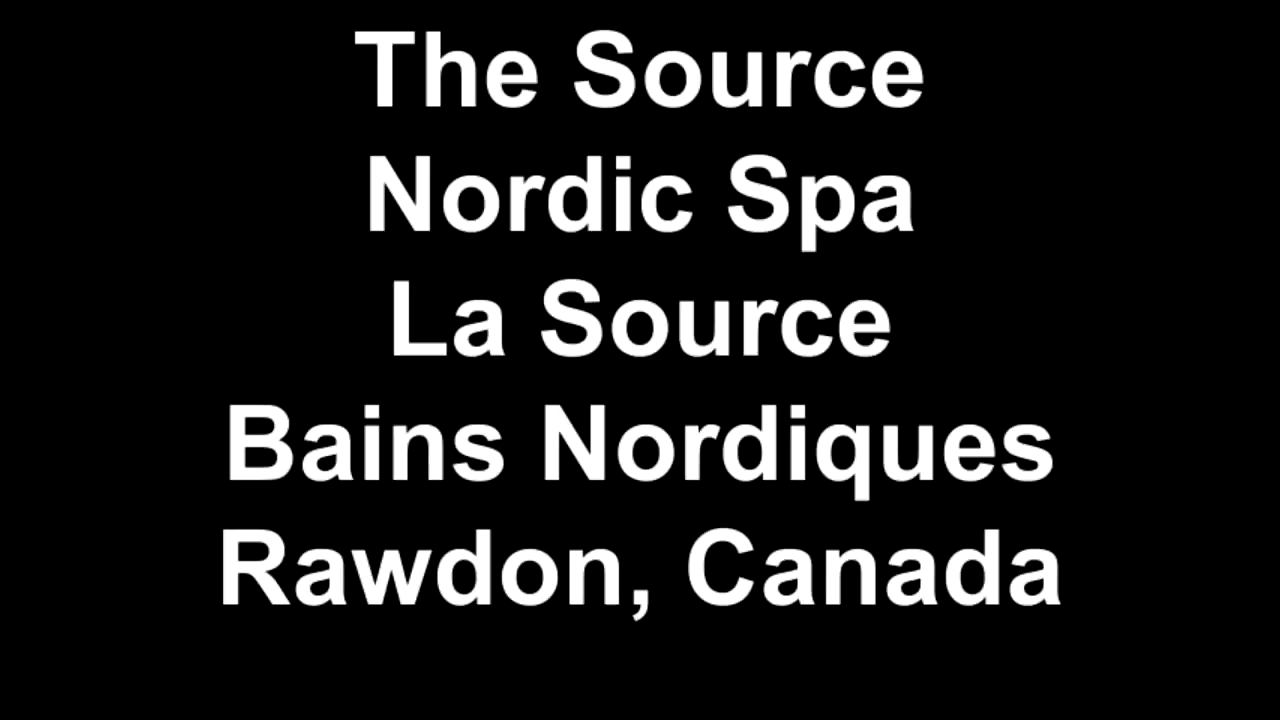 The Source
Nordic Spa
La Source
Bains Nordiques
Rawdon, Canada